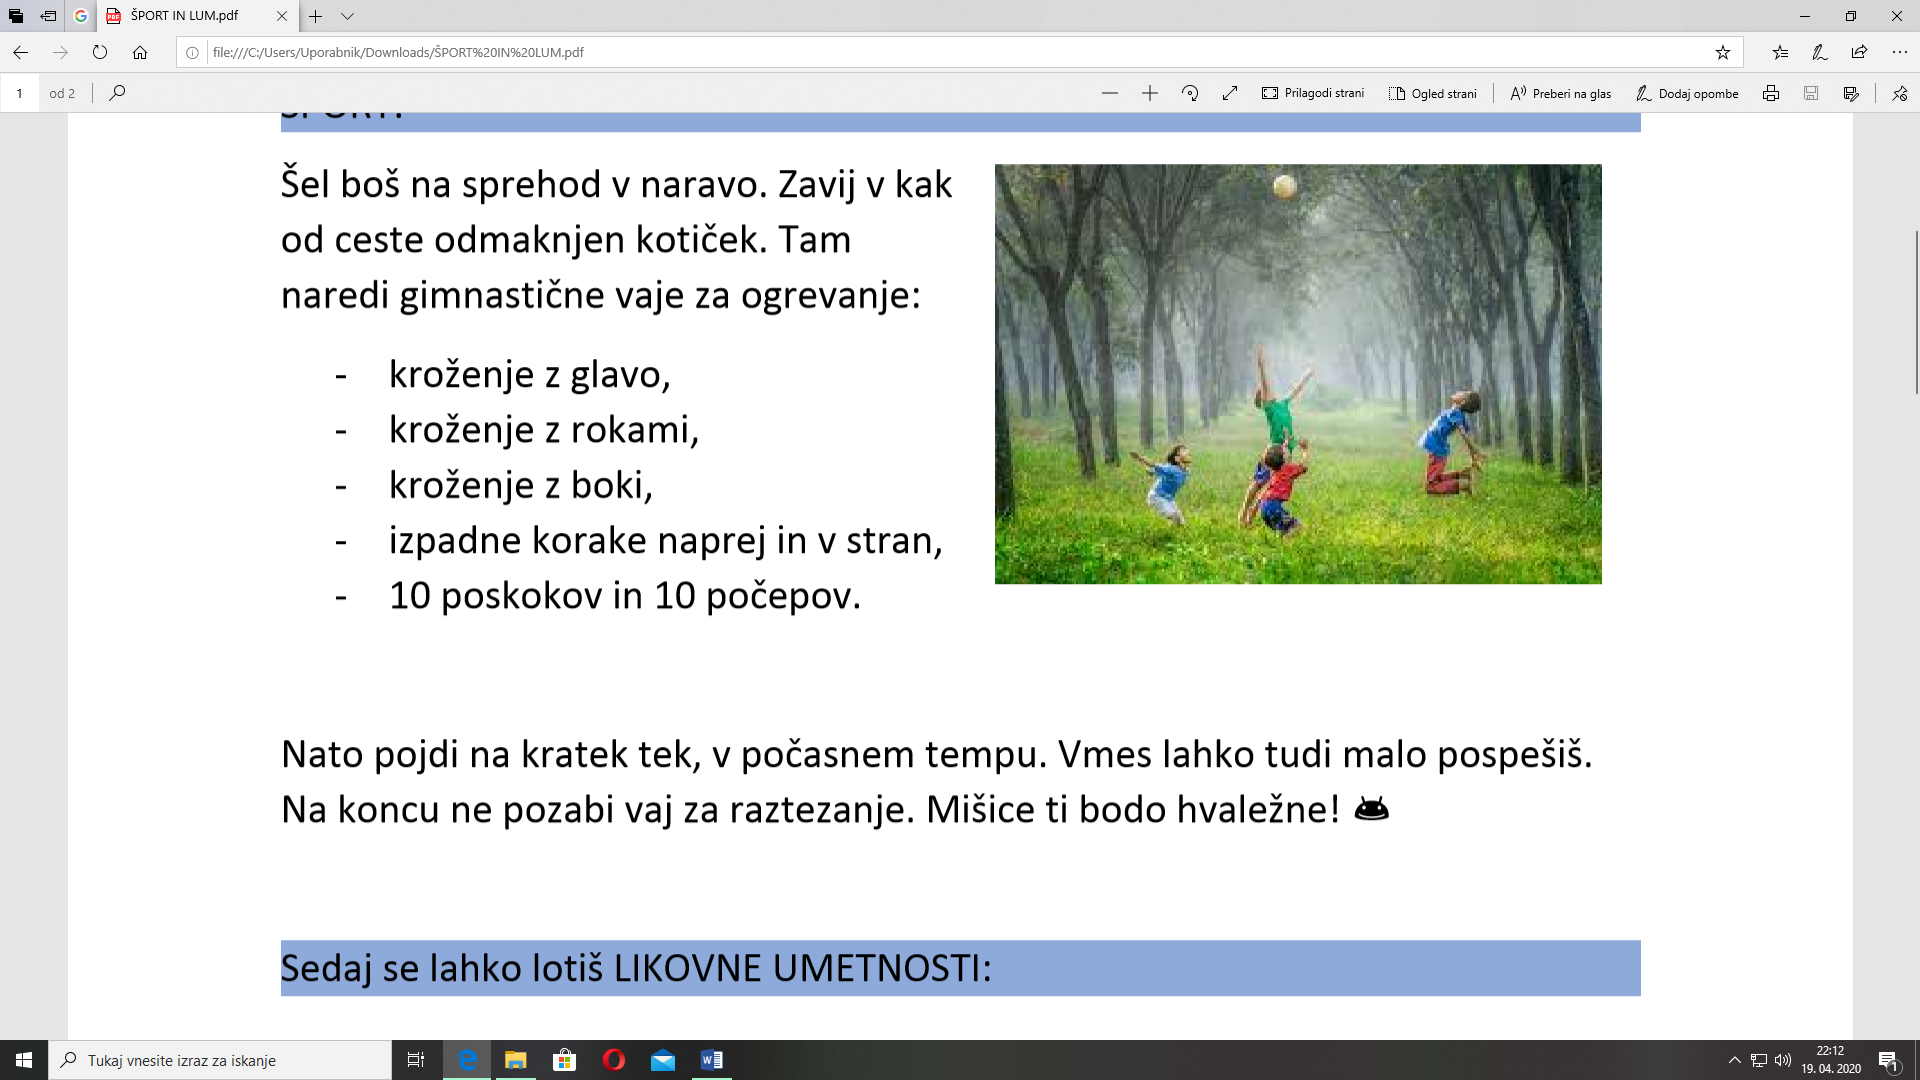 ŠPORT IN LUM.pdf
file:///C:/Users/Uporabnik/Downloads/ŠPORT%20IN%20LUM.pdf
1 od 2 Prilagodi strani Ogled strani Preberi na glas Dodaj opombe
ŠPORT:
Šel boš na sprehod v naravo. Zavij v kak
od ceste odmaknjen kotiček. Tam
naredi gimnastične vaje za ogrevanje:
- kroženje z glavo,
- kroženje z rokami,
- kroženje z boki,
- izpadne korake naprej in v stran,
- 10 poskokov in 10 počepov.
Nato pojdi na kratek tek, v počasnem tempu. Vmes lahko tudi malo pospešiš.
Na koncu ne pozabi vaj za raztezanje. Mišice ti bodo hvaležne!
Sedaj se lahko lotiš LIKOVNE UMETNOSTI:
Tukaj vnesite izraz za iskanje
22:12
19. 04. 2020
1